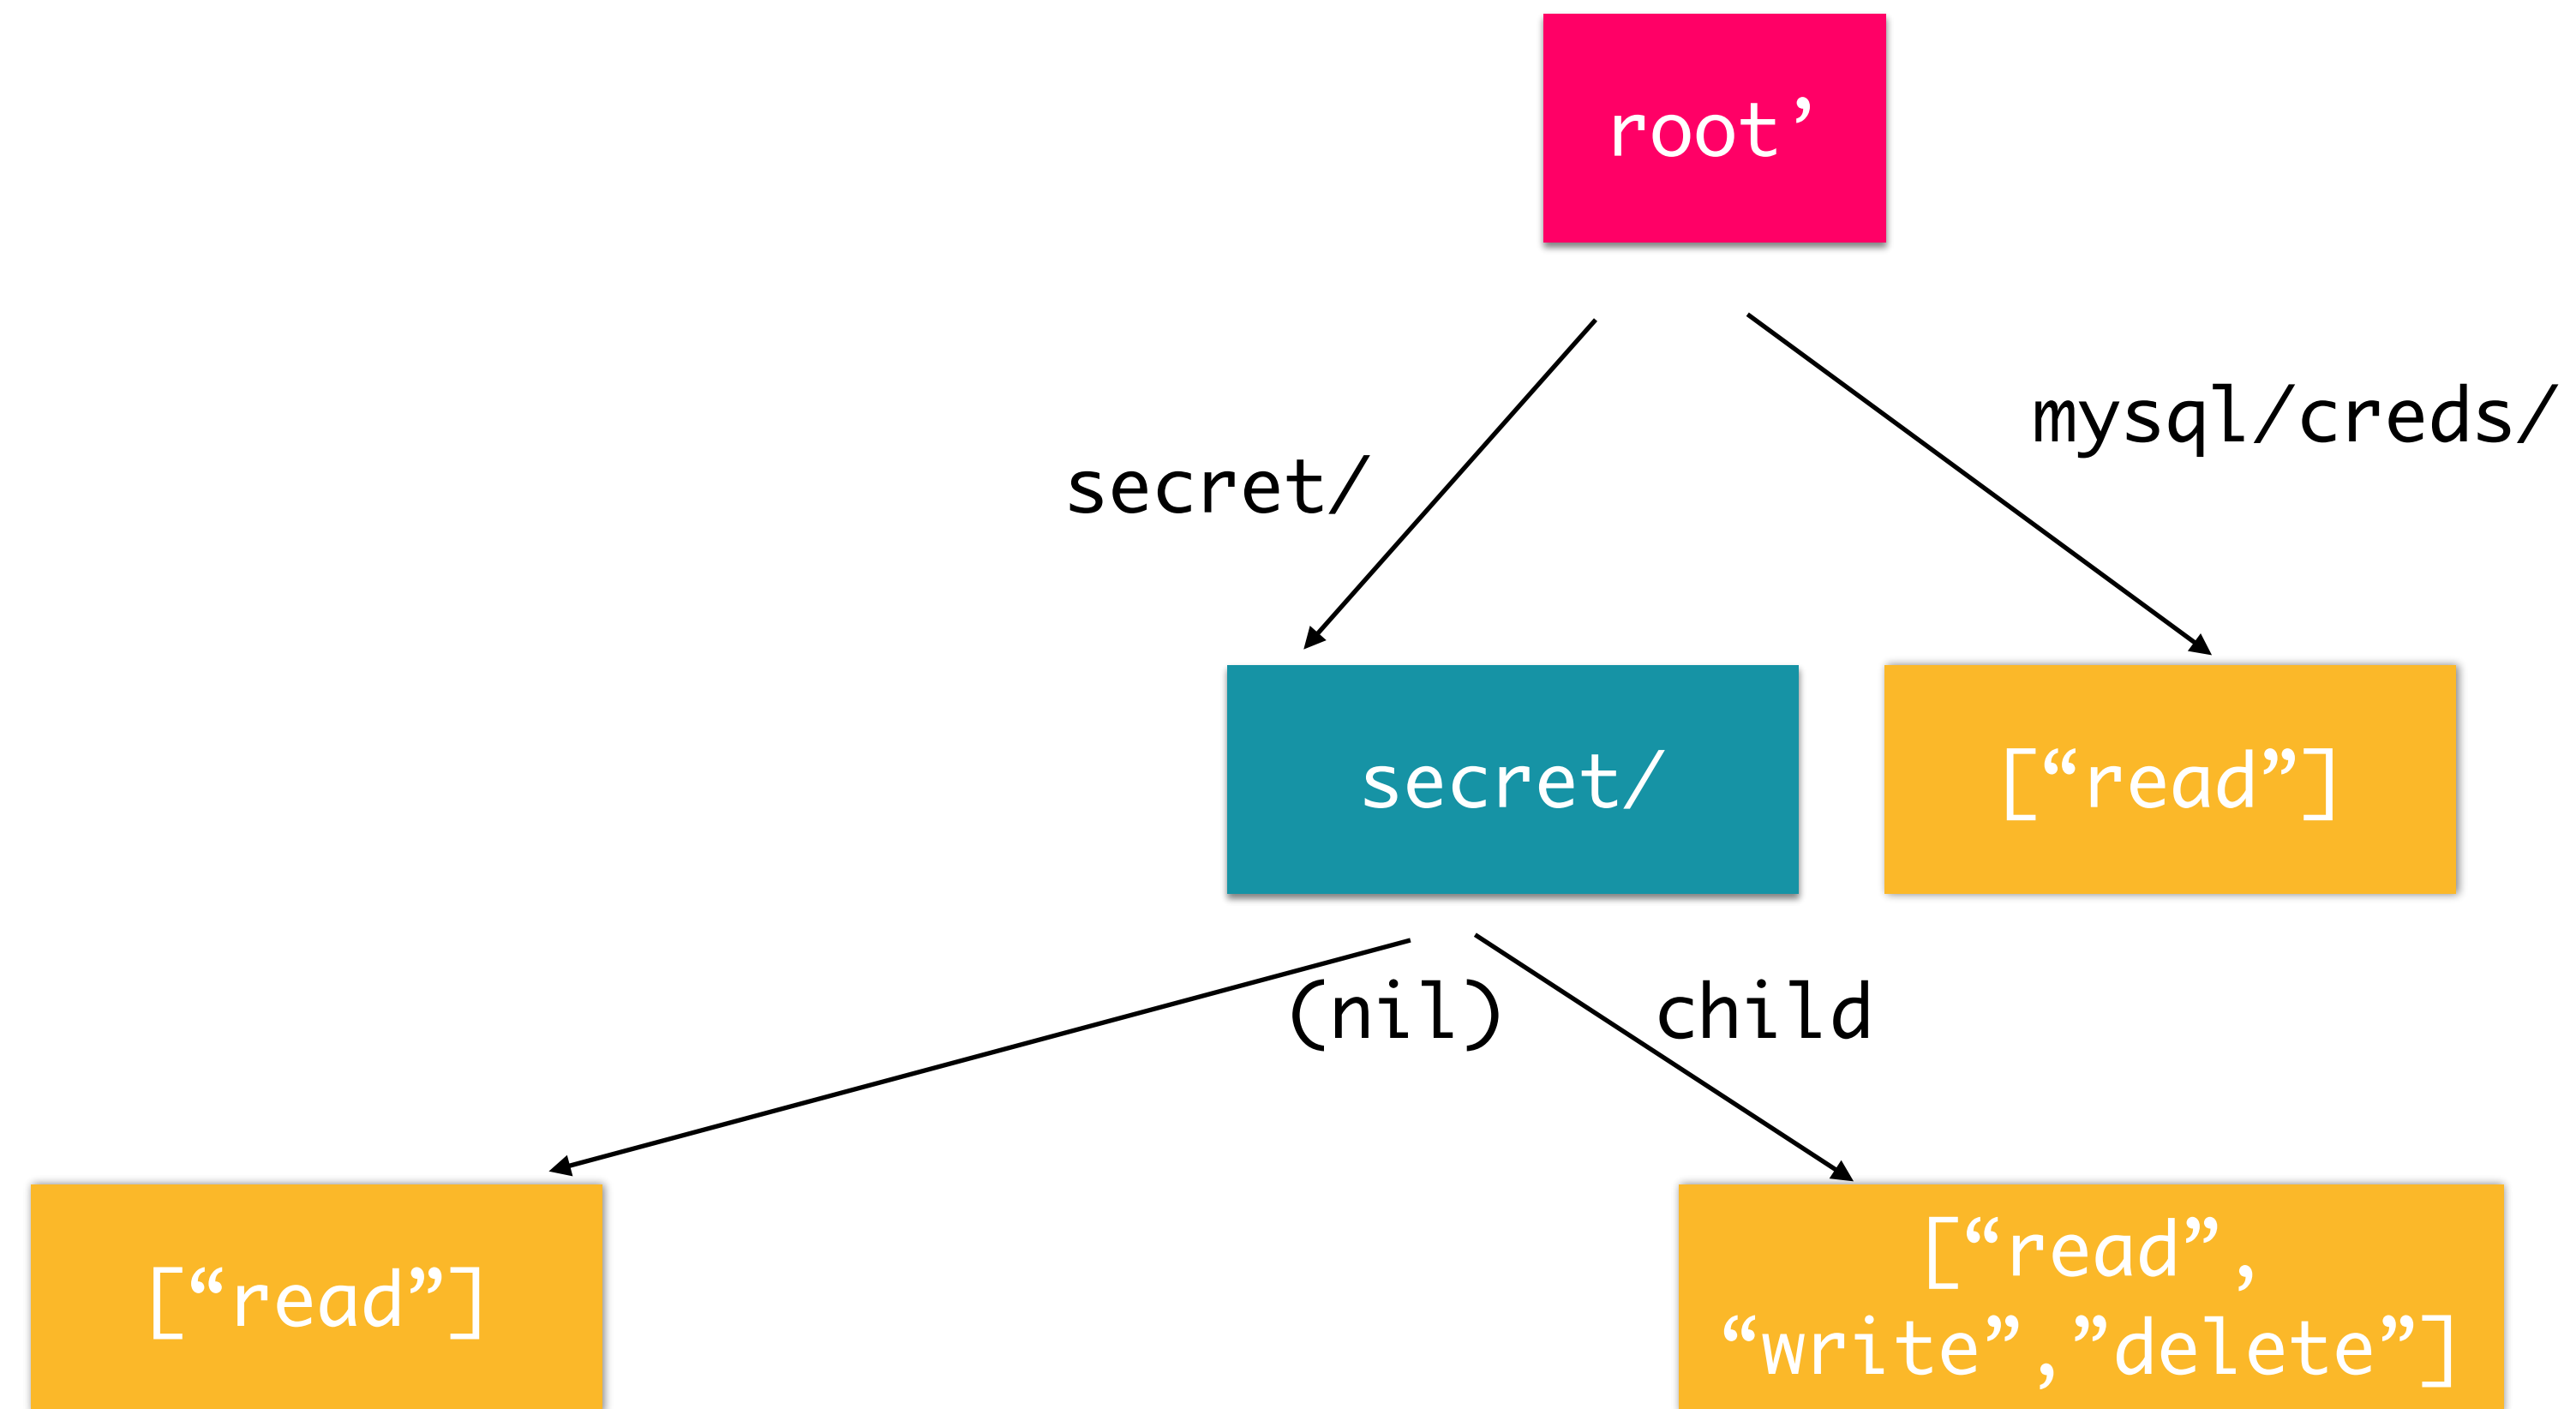 root’
mysql/creds/
secret/
secret/
[“read”]
(nil)
child
[“read”]
[“read”,
“write”,”delete”]